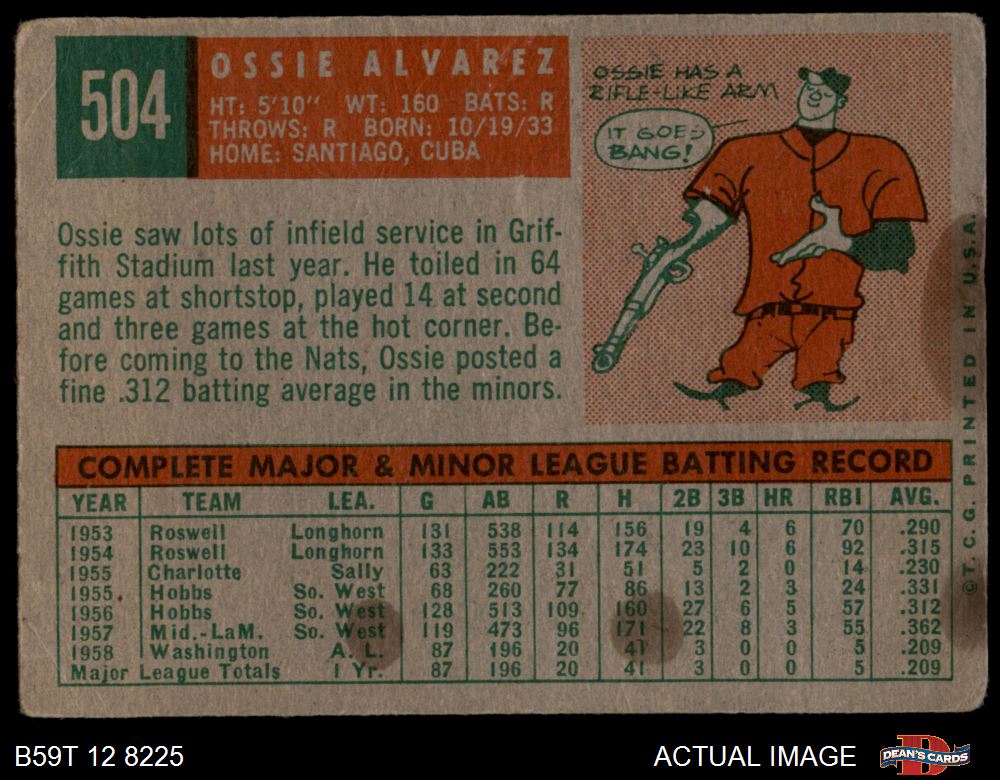 504
OSSIE ALVAREZ
HT: 5'10" WT: 160 BATS: R
THROWS: R BORN: 10/19/33
HOME: SANTIAGO, CUBA
OSSIE HAS A
RIFLE-LIKE ARM
IT GOES
BANG!
Ossie saw lots of infield service in Grif-
fith Stadium last year. He toiled in 64
games at shortstop, played 14 at second
and three games at the hot corner. Be-
fore coming to the Nats, Ossie posted a
fine .312 batting average in the minors.
© T. C. G. PRINTED IN U.S.A.
COMPLETE MAJOR & MINOR LEAGUE BATTING RECORD
YEAR TEAM LEA. G AB R H 2B 3B HR RBI AVG.
1953 Roswell Longhorn 131 538 114 156 19 4 6 70 .290
1954 Roswell Longhorn 133 553 134 174 23 10 6 92 .315
1955 Charlotte Sally 63 222 31 51 5 2 0 14 .230
1955. Hobbs So. West 68 260 77 86 13 2 3 24 .331
1956 Hobbs So. West 128 513 109 160 27 6 5 57 .312
1957 Mid.-LaM. So. West 119 473 96 171 22 8 3 55 .362
1958 Washington A. L. 87 196 20 41 3 0 0 5 .209
Major League Totals 1 Yr. 87 196 20 41 3 0 0 5 .209
B59T 12 8225
ACTUAL IMAGE
D
DEAN'S CARDS